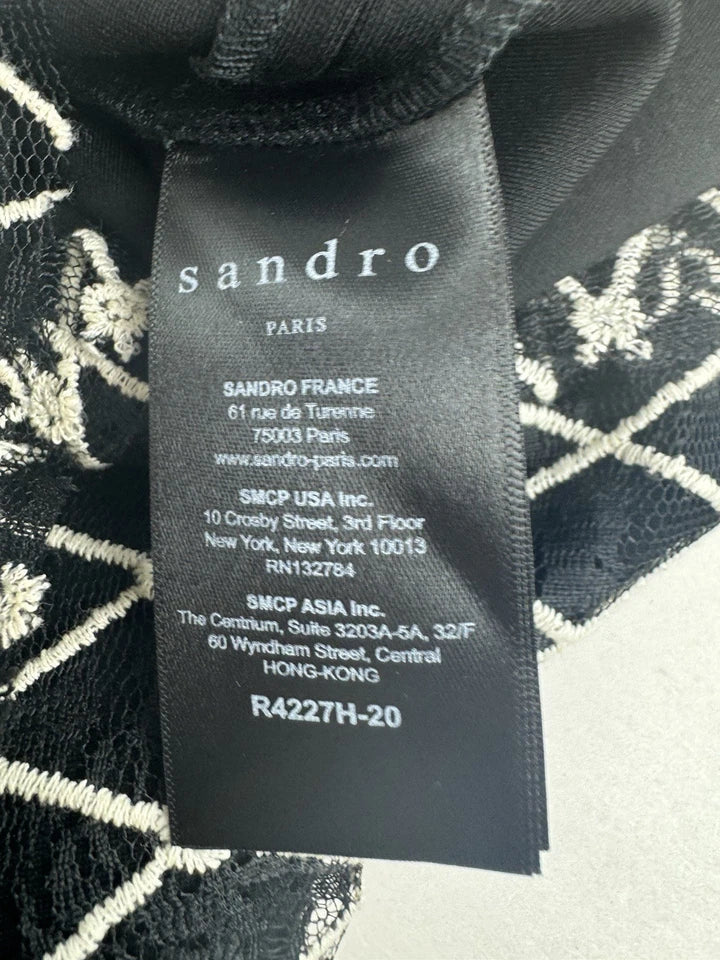 sandro
PARIS
SANDRO FRANCE
61 rue de Turenne
75003 Paris
www.sandro-paris.com
SMCP USA Inc.
10 Crosby Street, 3rd Floor
New York, New York 10013
RN132784
SMCP ASIA Inc.
The Centrium, Suite 3203A-5A, 32/F
60 Wyndham Street, Central
HONG-KONG
R4227H-20